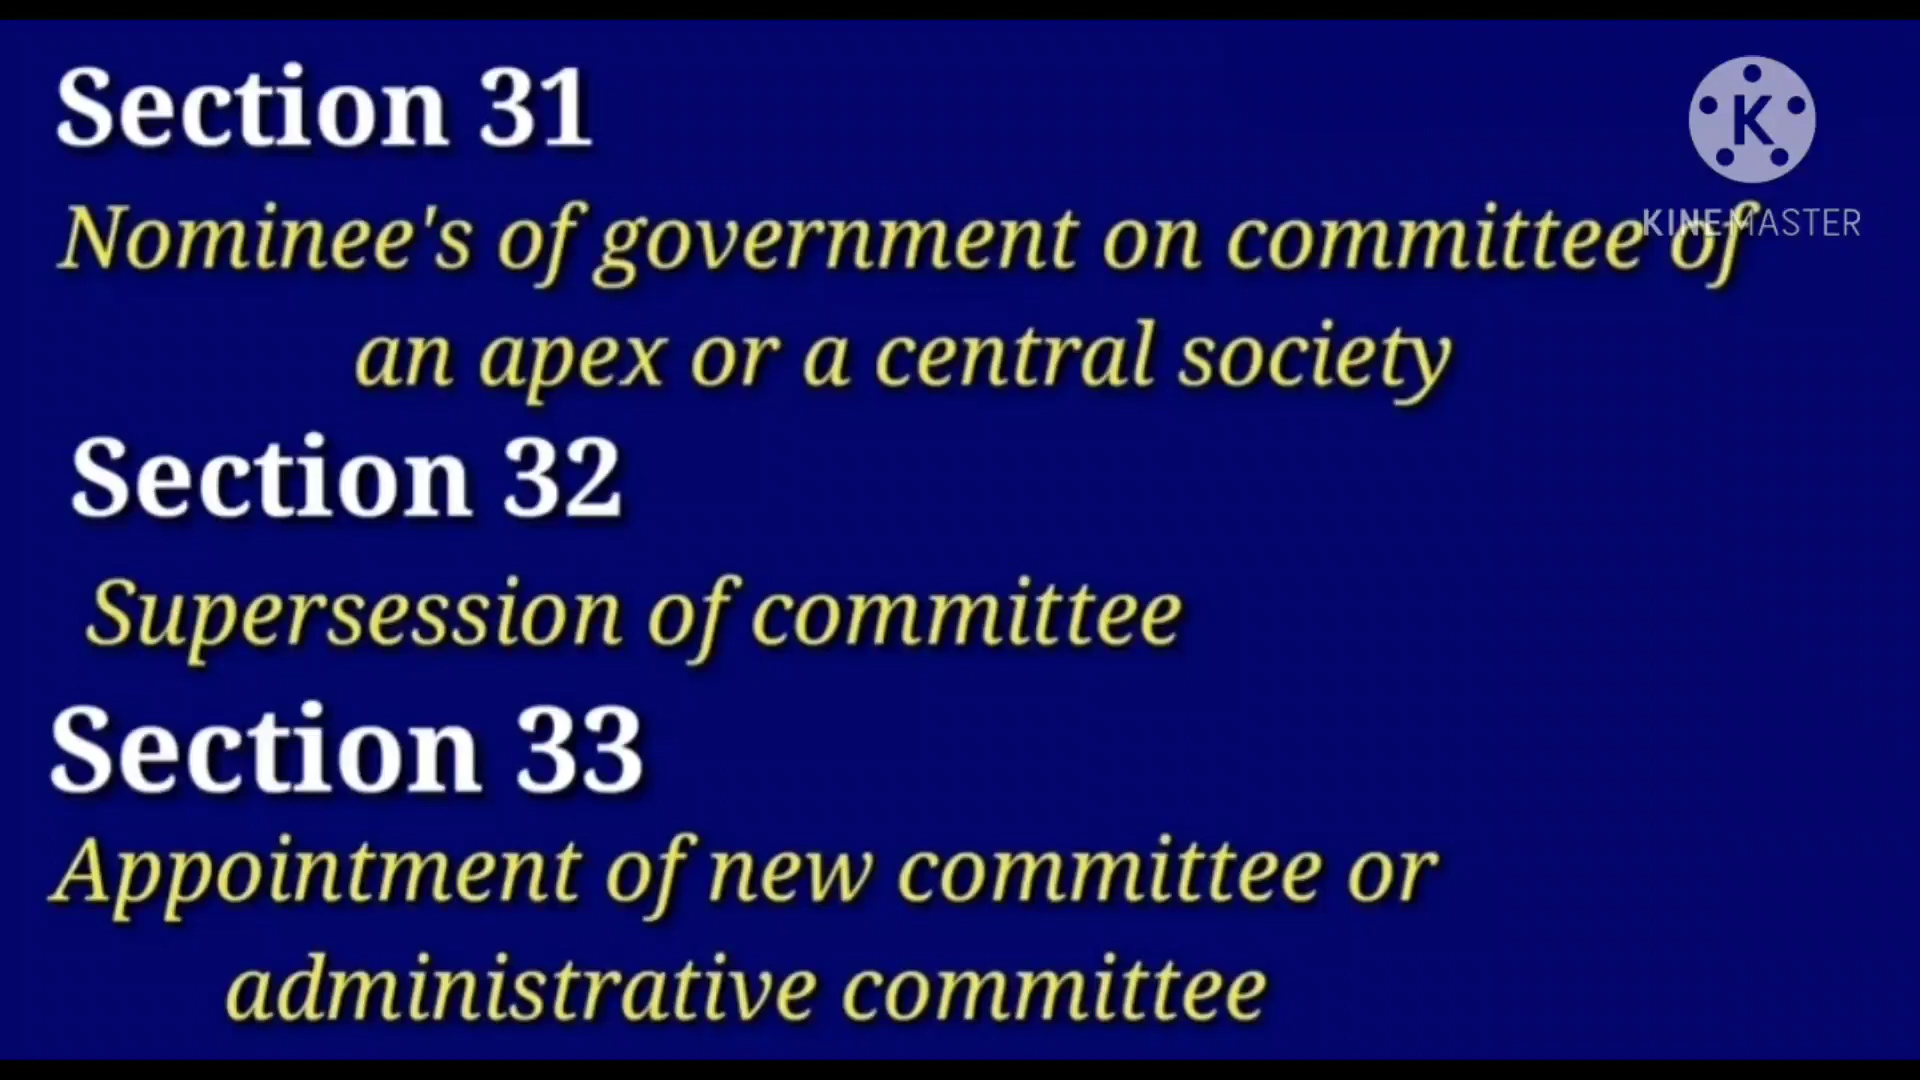 Section 31
K
KINEMASTER
Nominee's of government on committee of
an apex or a central society
Section 32
Supersession of committee
Section 33
Appointment of new committee or
administrative committee